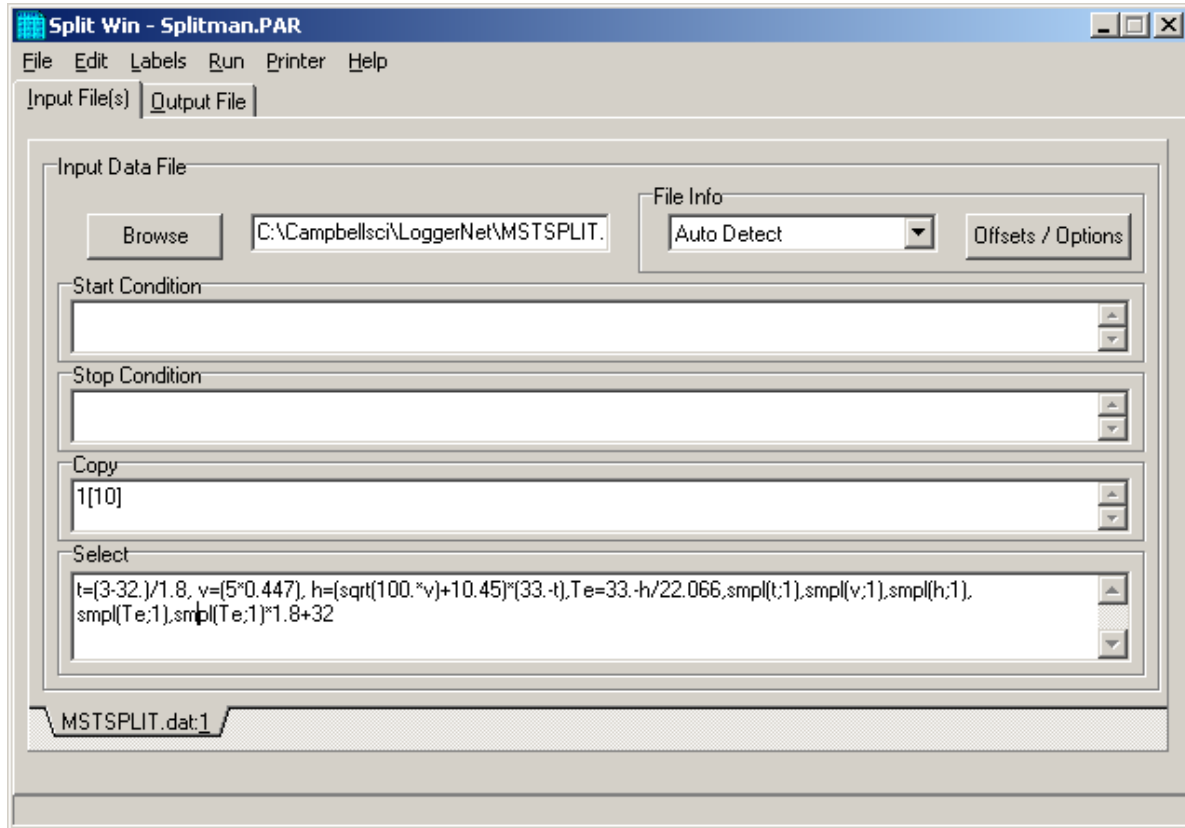 Split Win - Splitman.PAR
File Edit Labels Run Printer Help
Input File(s) Output File
Input Data File
File Info
Browse C:\Campbellsci\LoggerNet\MSTSPLIT. Auto Detect Offsets / Options
Start Condition
Stop Condition
Copy
1[10]
Select
t=(3-32.)/1.8, v=(5*0.447), h=(sqrt(100.*v)+10.45)*(33.-t),Te=33.-h/22.066,smpl(t;1),smpl(v;1),smpl(h;1),
smpl(Te;1),smpl(Te;1)*1.8+32
MSTSPLIT.dat:1